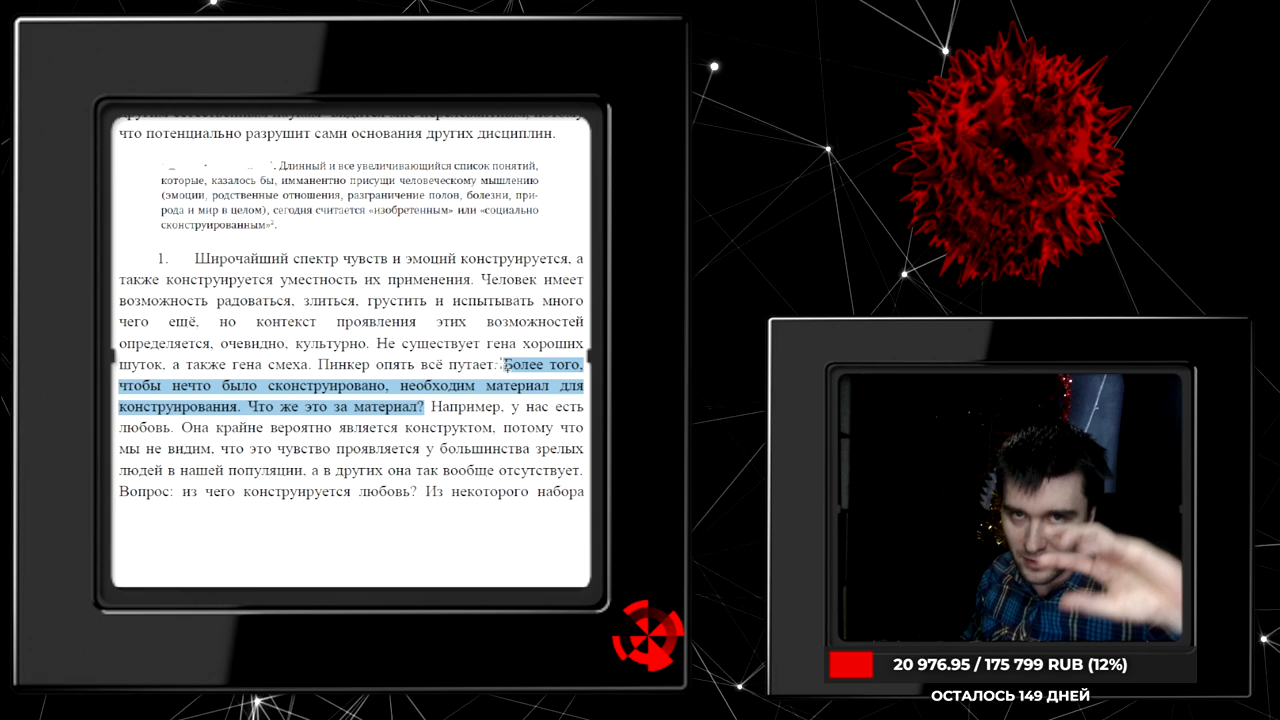 что потенциально разрушит сами основания других дисциплин.
Длинный и все увеличивающийся список понятий,
которые, казалось бы, имманентно присущи человеческому мышлению
(эмоции, родственные отношения, разграничение полов, болезни, при-
рода и мир в целом), сегодня считается «изобретенным» или «социально
сконструированным»².
1. Широчайший спектр чувств и эмоций конструируется, а
также конструируется уместность их применения. Человек имеет
возможность радоваться, злиться, грустить и испытывать много
чего ещё, но контекст проявления этих возможностей
определяется, очевидно, культурно. Не существует гена хороших
шуток, а также гена смеха. Пинкер опять всё путает. Более того,
чтобы нечто было сконструировано, необходим материал для
конструирования. Что же это за материал? Например, у нас есть
любовь. Она крайне вероятно является конструктом, потому что
мы не видим, что это чувство проявляется у большинства зрелых
людей в нашей популяции, а в других она так вообще отсутствует.
Вопрос: из чего конструируется любовь? Из некоторого набора
20 976.95 / 175 799 RUB (12%)
ОСТАЛОСЬ 149 ДНЕЙ